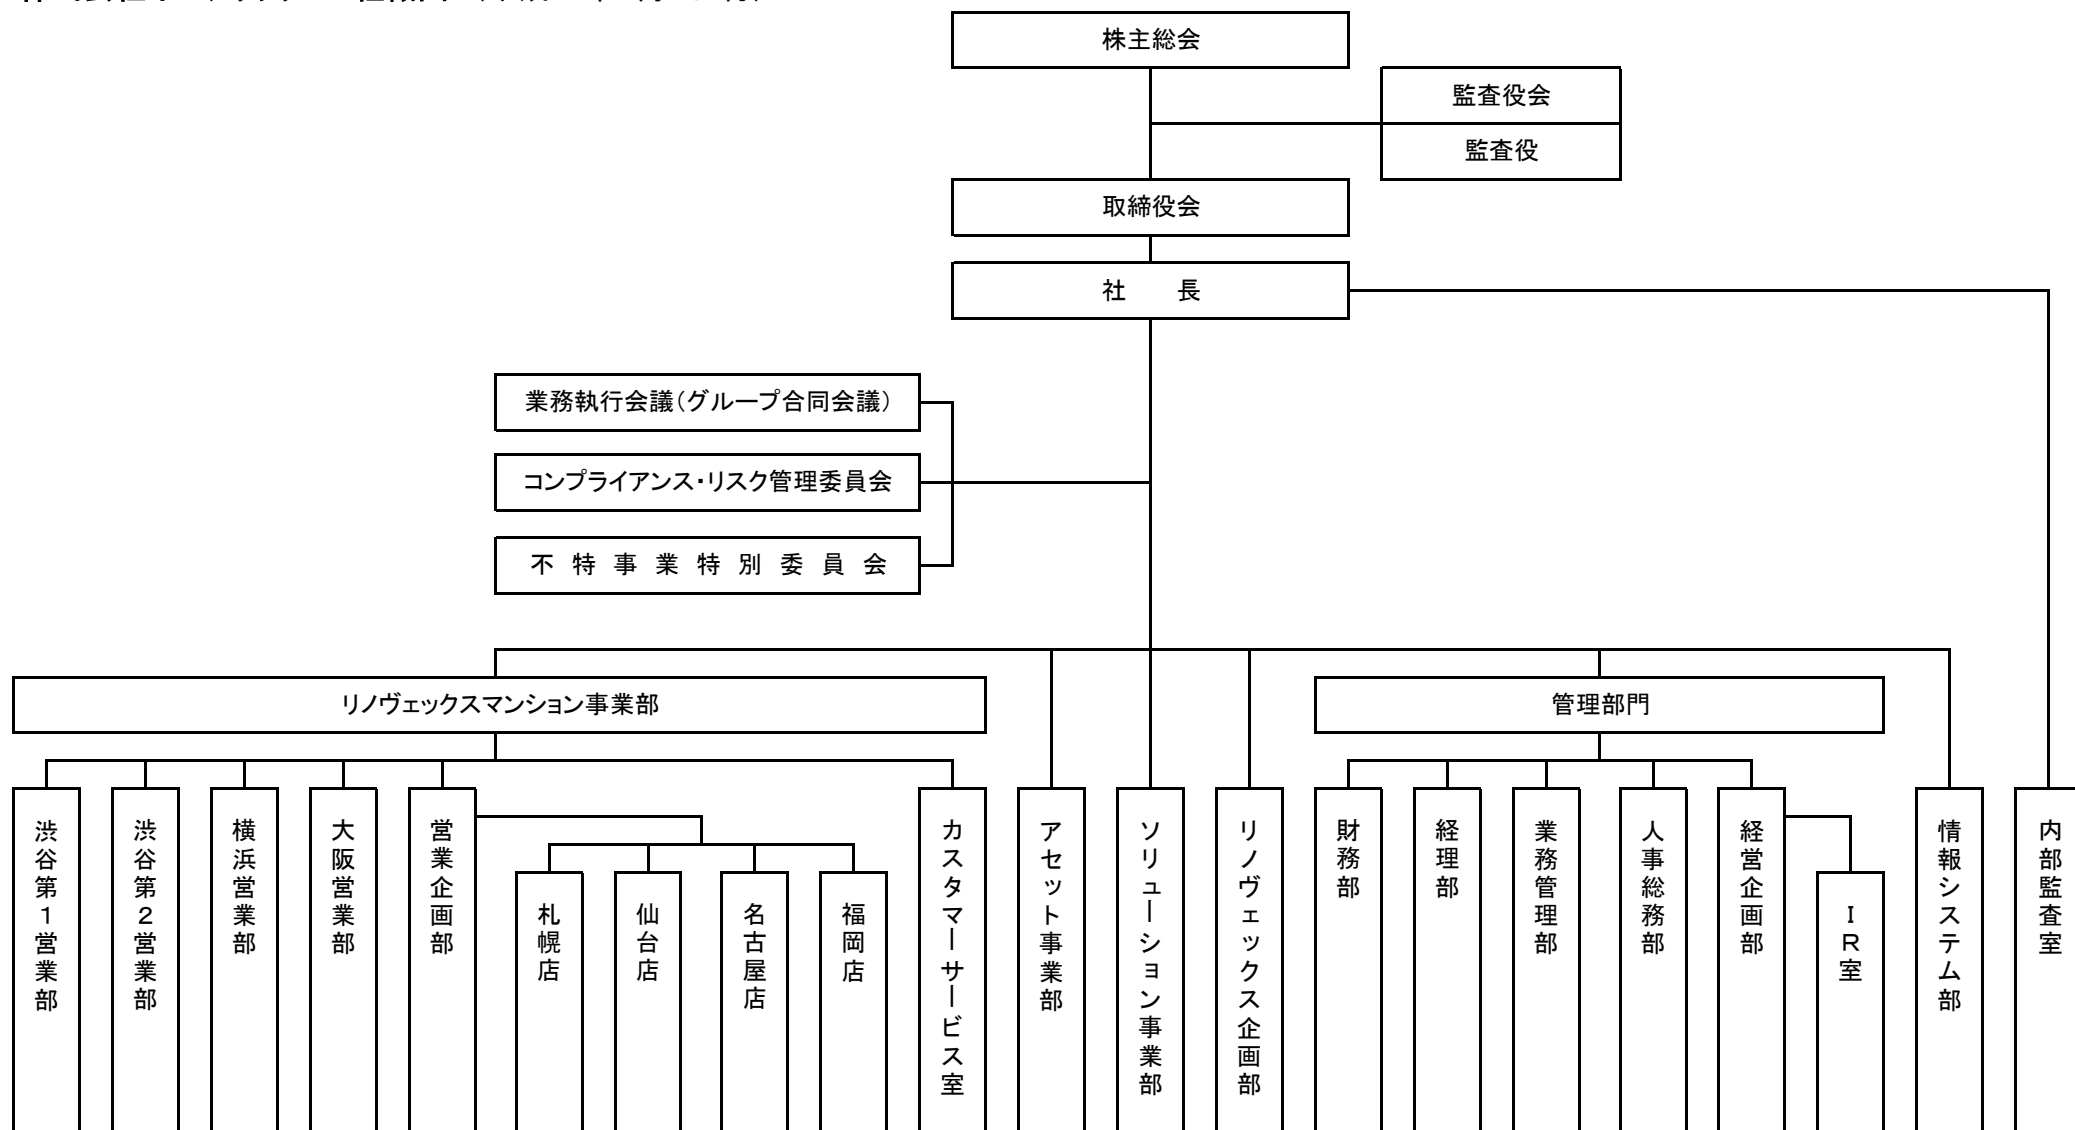 株主総会
監査役会
監査役
取締役会
社　長
業務執行会議(グループ合同会議)
コンプライアンス・リスク管理委員会
不特事業特別委員会
リノヴェックスマンション事業部
管理部門
渋谷第1営業部
渋谷第2営業部
横浜営業部
大阪営業部
営業企画部
札幌店
仙台店
名古屋店
福岡店
カスタマーサービス室
アセット事業部
ソリューション事業部
リノヴェックス企画部
財務部
経理部
業務管理部
人事総務部
経営企画部
IR室
情報システム部
内部監査室